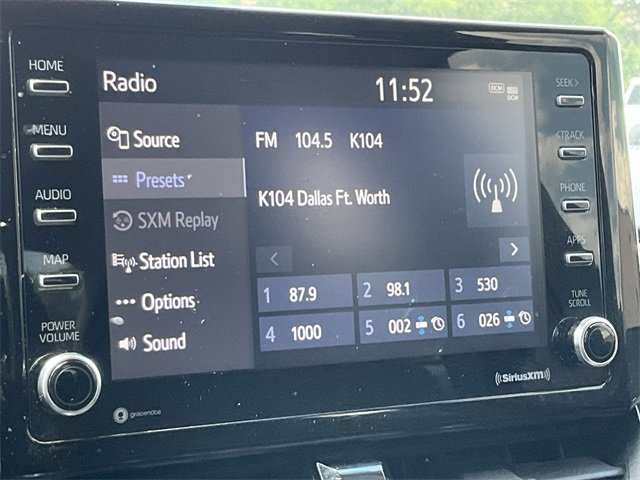 HOME
MENU
AUDIO
MAP
POWER
VOLUME
Radio
11:52
DCM
DCM
Source
Presets
SXM Replay
Station List
Options
Sound
FM 104.5 K104
K104 Dallas Ft. Worth
1 87.9
2 98.1
3 530
4 1000
5 002
6 026
SEEK >
< TRACK
PHONE
APPS
TUNE
SCROLL
gracenote
((SiriusXM))